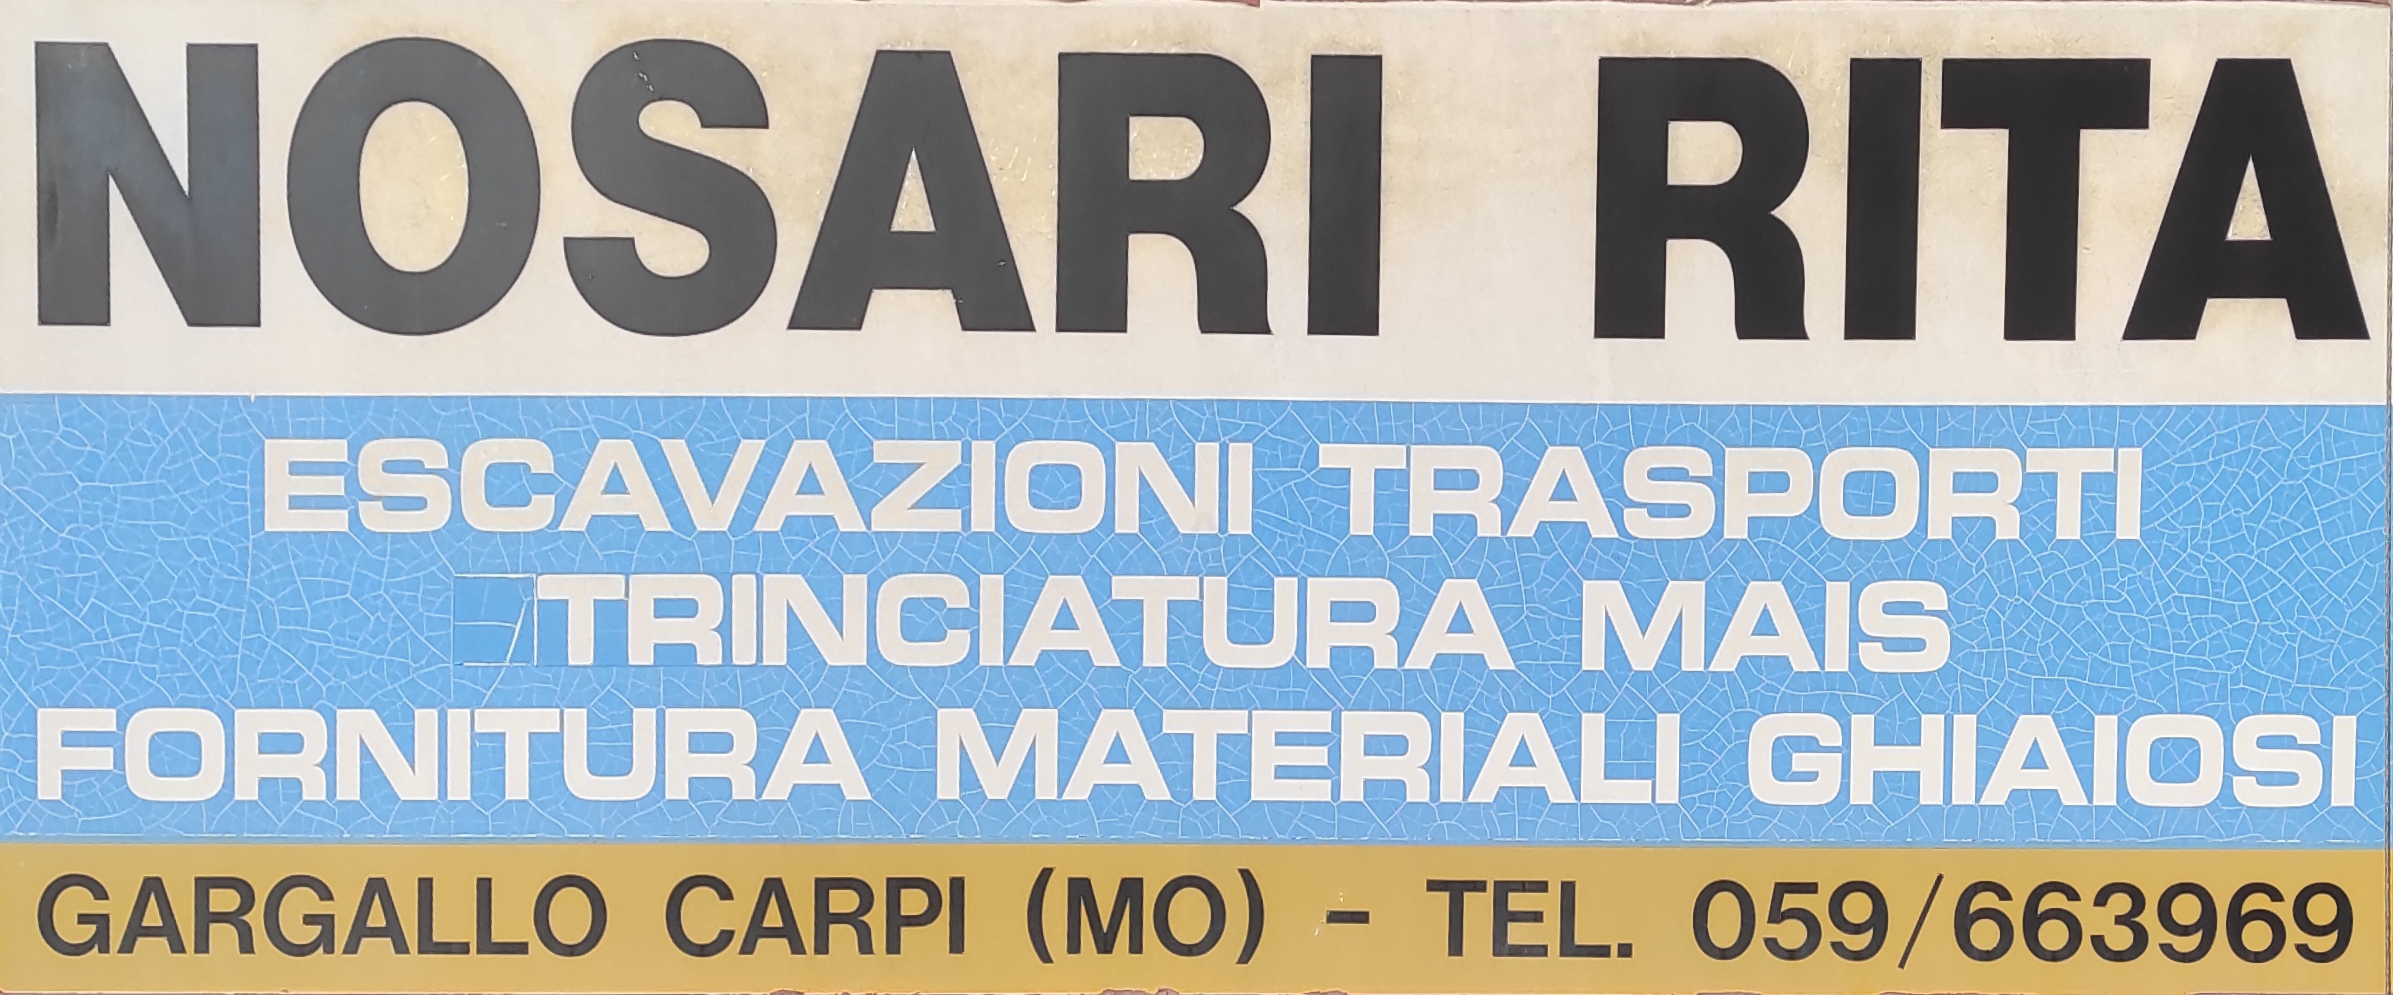 NOSARI RITA
ESCAVAZIONI TRASPORTI
TRINCIATURA MAIS
FORNITURA MATERIALI GHIAIOSI
GARGALLO CARPI (MO) - TEL. 059/663969